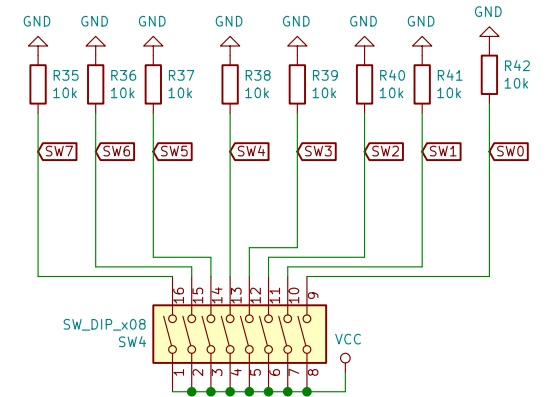 GND GND GND GND GND GND GND GND
R35 R36 R37 R38 R39 R40 R41 R42
10k 10k 10k 10k 10k 10k 10k 10k
SW7 SW6 SW5 SW4 SW3 SW2 SW1 SW0
16 15 14 13 12 11 10 9
SW_DIP_x08
SW4
VCC
1 2 3 4 5 6 7 8